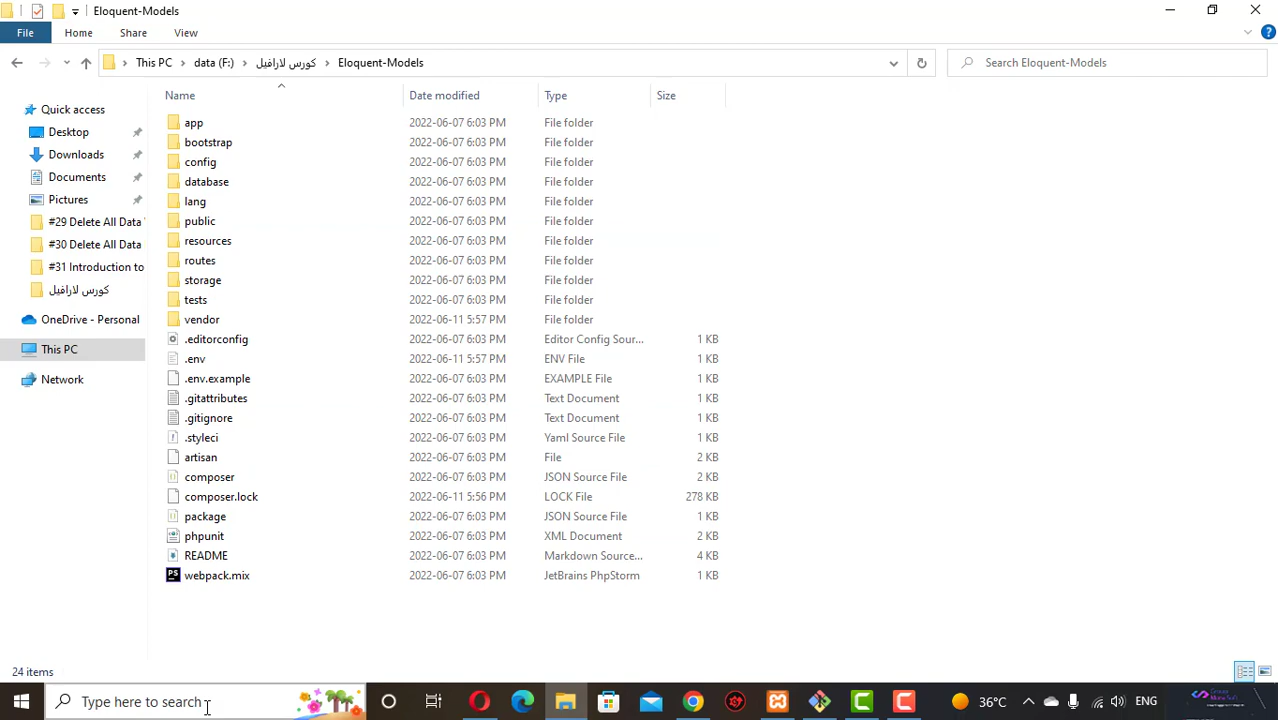 Eloquent-Models
File Home Share View
This PC > data (F:) > كورس لارافيل > Eloquent-Models
Search Eloquent-Models
Name Date modified Type Size
Quick access
Desktop
Downloads
Documents
Pictures
#29 Delete All Data
#30 Delete All Data
#31 Introduction to
كورس لارافيل
OneDrive - Personal
This PC
Network
app 2022-06-07 6:03 PM File folder
bootstrap 2022-06-07 6:03 PM File folder
config 2022-06-07 6:03 PM File folder
database 2022-06-07 6:03 PM File folder
lang 2022-06-07 6:03 PM File folder
public 2022-06-07 6:03 PM File folder
resources 2022-06-07 6:03 PM File folder
routes 2022-06-07 6:03 PM File folder
storage 2022-06-07 6:03 PM File folder
tests 2022-06-07 6:03 PM File folder
vendor 2022-06-11 5:57 PM File folder
.editorconfig 2022-06-07 6:03 PM Editor Config Sour... 1 KB
.env 2022-06-11 5:57 PM ENV File 1 KB
.env.example 2022-06-07 6:03 PM EXAMPLE File 1 KB
.gitattributes 2022-06-07 6:03 PM Text Document 1 KB
.gitignore 2022-06-07 6:03 PM Text Document 1 KB
.styleci 2022-06-07 6:03 PM Yaml Source File 1 KB
artisan 2022-06-07 6:03 PM File 2 KB
composer 2022-06-07 6:03 PM JSON Source File 2 KB
composer.lock 2022-06-11 5:56 PM LOCK File 278 KB
package 2022-06-07 6:03 PM JSON Source File 1 KB
phpunit 2022-06-07 6:03 PM XML Document 2 KB
README 2022-06-07 6:03 PM Markdown Source... 4 KB
webpack.mix 2022-06-07 6:03 PM JetBrains PhpStorm 1 KB
24 items
Type here to search
36°C ENG